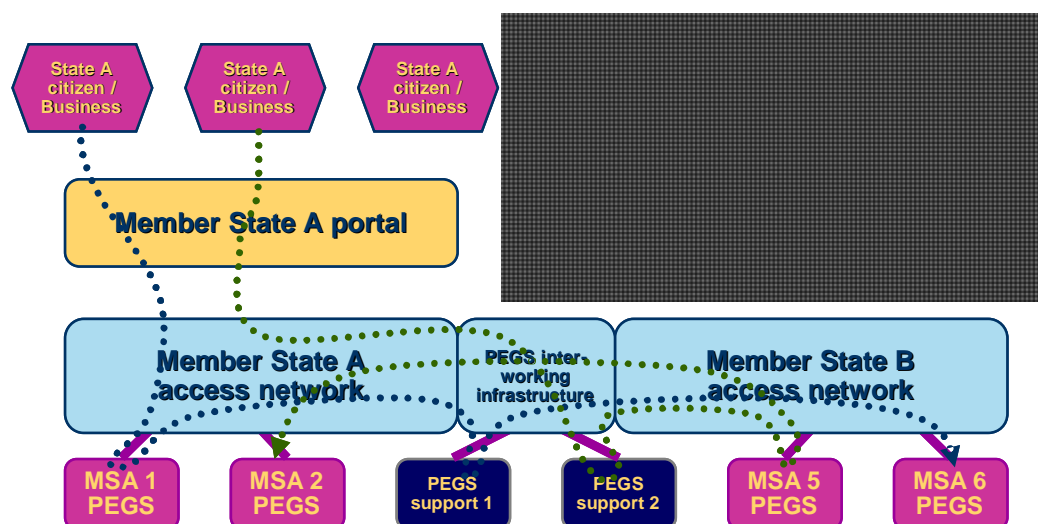 State A
citizen /
Business
State A
citizen /
Business
State A
citizen /
Business
Member State A portal
Member State A
access network
PEGS inter-
working
infrastructure
Member State B
access network
MSA 1
PEGS
MSA 2
PEGS
PEGS
support 1
PEGS
support 2
MSA 5
PEGS
MSA 6
PEGS